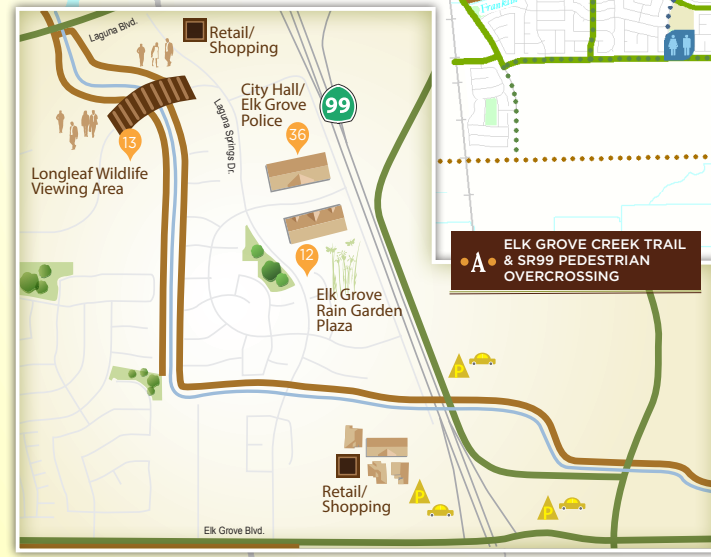 Laguna Blvd.
Retail/
Shopping
Franklin
City Hall/
Elk Grove
Police
99
36
Laguna Springs Dr.
13
Longleaf Wildlife
Viewing Area
12
Elk Grove
Rain Garden
Plaza
A
ELK GROVE CREEK TRAIL
& SR99 PEDESTRIAN
OVERCROSSING
P
Retail/
Shopping
P
P
Elk Grove Blvd.